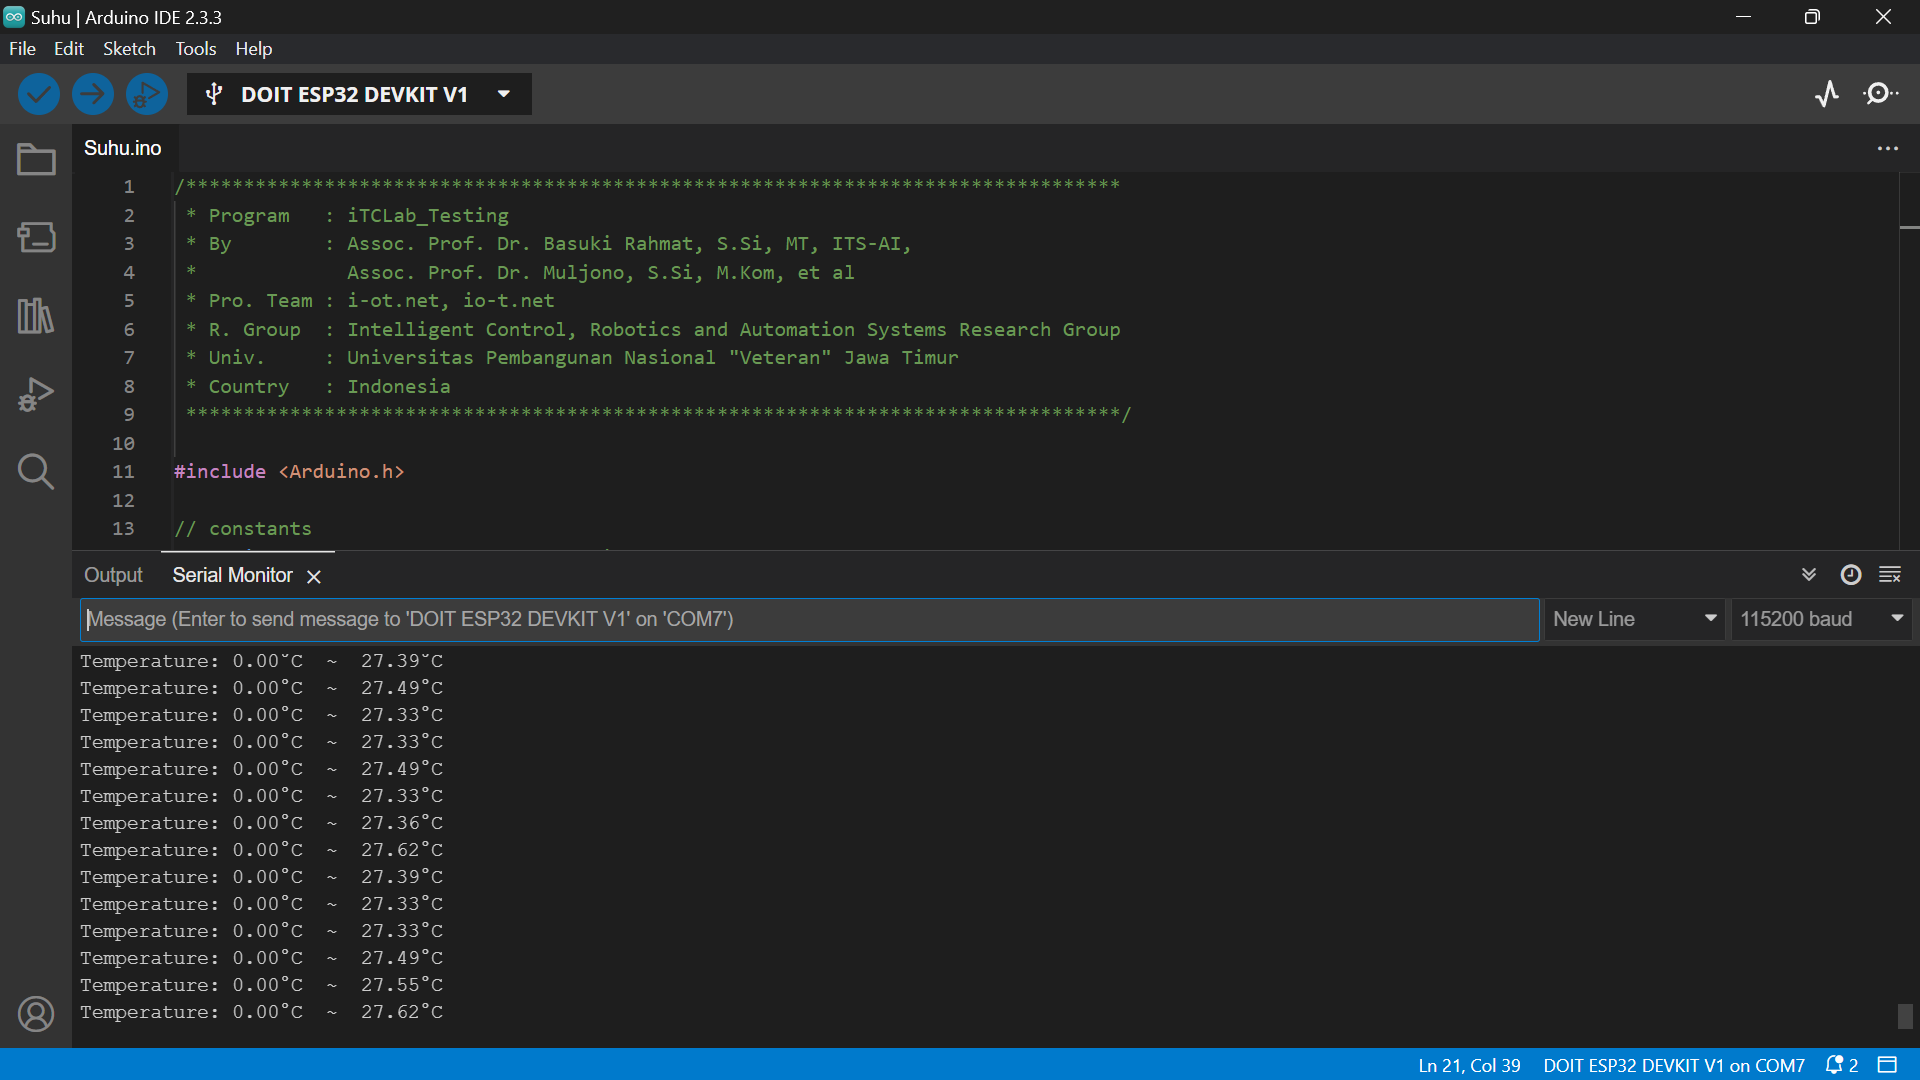 Suhu | Arduino IDE 2.3.3
File Edit Sketch Tools Help
DOIT ESP32 DEVKIT V1
Suhu.ino
1 /*********************************************************************************
2 * Program : iTCLab_Testing
3 * By : Assoc. Prof. Dr. Basuki Rahmat, S.Si, MT, ITS-AI,
4 * Assoc. Prof. Dr. Muljono, S.Si, M.Kom, et al
5 * Pro. Team : i-ot.net, io-t.net
6 * R. Group : Intelligent Control, Robotics and Automation Systems Research Group
7 * Univ. : Universitas Pembangunan Nasional "Veteran" Jawa Timur
8 * Country : Indonesia
9 *********************************************************************************/
10
11 #include <Arduino.h>
12
13 // constants
Output Serial Monitor
Message (Enter to send message to 'DOIT ESP32 DEVKIT V1' on 'COM7') New Line 115200 baud
Temperature: 0.00°C ~ 27.39°C
Temperature: 0.00°C ~ 27.49°C
Temperature: 0.00°C ~ 27.33°C
Temperature: 0.00°C ~ 27.33°C
Temperature: 0.00°C ~ 27.49°C
Temperature: 0.00°C ~ 27.33°C
Temperature: 0.00°C ~ 27.36°C
Temperature: 0.00°C ~ 27.62°C
Temperature: 0.00°C ~ 27.39°C
Temperature: 0.00°C ~ 27.33°C
Temperature: 0.00°C ~ 27.33°C
Temperature: 0.00°C ~ 27.49°C
Temperature: 0.00°C ~ 27.55°C
Temperature: 0.00°C ~ 27.62°C
Ln 21, Col 39 DOIT ESP32 DEVKIT V1 on COM7 2